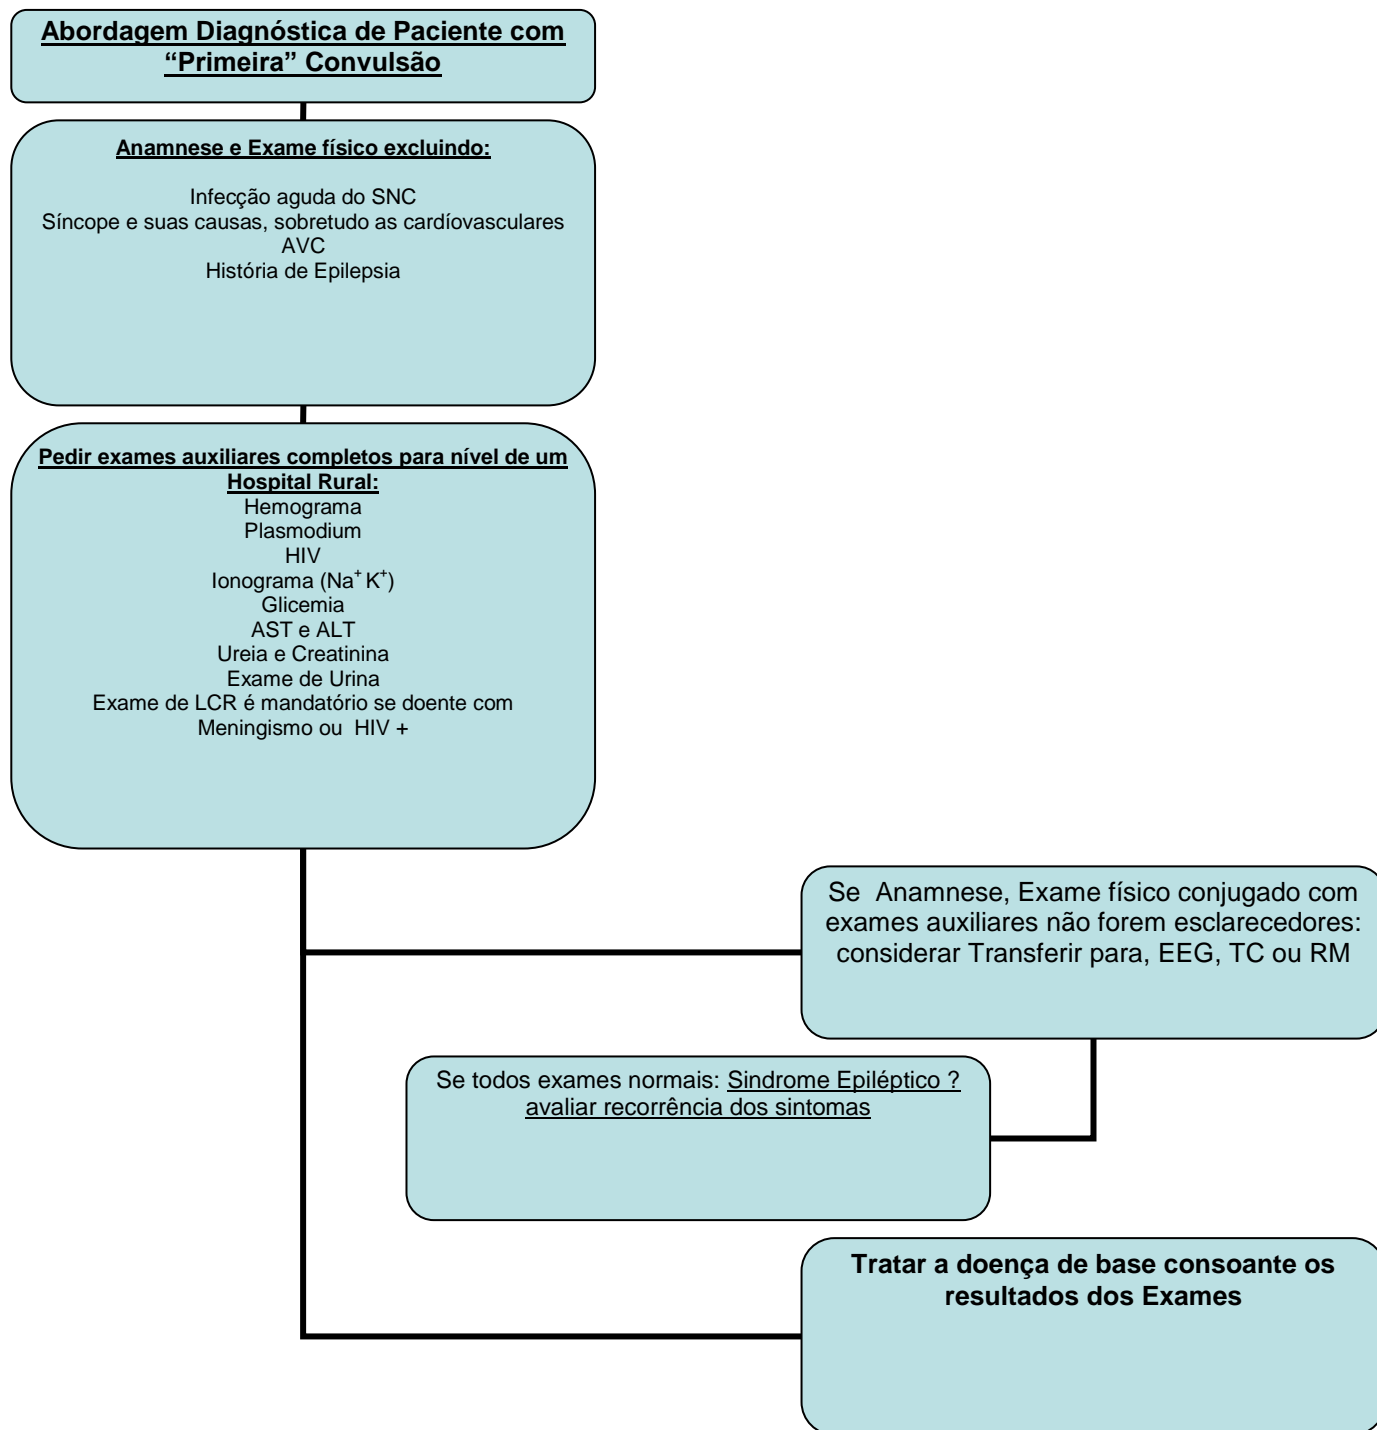 Abordagem Diagnóstica de Paciente com
“Primeira” Convulsão
Anamnese e Exame físico excluindo:
Infecção aguda do SNC
Síncope e suas causas, sobretudo as cardíovasculares
AVC
História de Epilepsia
Pedir exames auxiliares completos para nível de um
Hospital Rural:
Hemograma
Plasmodium
HIV
Ionograma (Na⁺ K⁺)
Glicemia
AST e ALT
Ureia e Creatinina
Exame de Urina
Exame de LCR é mandatório se doente com
Meningismo ou HIV +
Se Anamnese, Exame físico conjugado com
exames auxiliares não forem esclarecedores:
considerar Transferir para, EEG, TC ou RM
Se todos exames normais: Sindrome Epiléptico ?
avaliar recorrência dos sintomas
Tratar a doença de base consoante os
resultados dos Exames